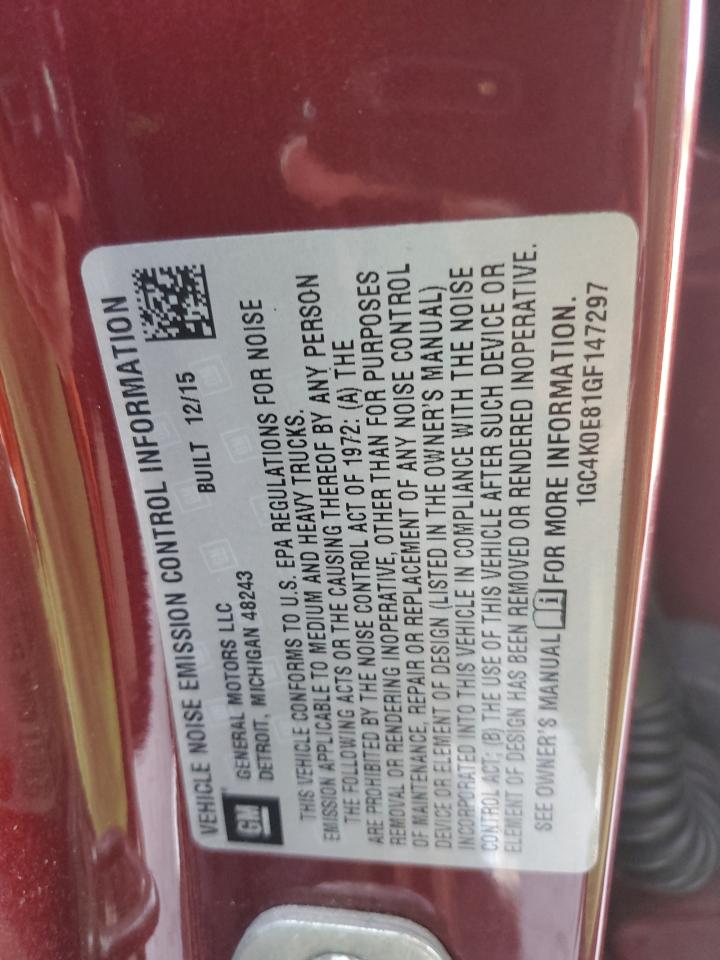 VEHICLE NOISE EMISSION CONTROL INFORMATION
GM
GENERAL MOTORS LLC
DETROIT, MICHIGAN 48243
BUILT 12/15
THIS VEHICLE CONFORMS TO U.S. EPA REGULATIONS FOR NOISE
EMISSION APPLICABLE TO MEDIUM AND HEAVY TRUCKS.
THE FOLLOWING ACTS OR THE CAUSING THEREOF BY ANY PERSON
ARE PROHIBITED BY THE NOISE CONTROL ACT OF 1972: (A) THE
REMOVAL OR RENDERING INOPERATIVE, OTHER THAN FOR PURPOSES
OF MAINTENANCE, REPAIR OR REPLACEMENT OF ANY NOISE CONTROL
DEVICE OR ELEMENT OF DESIGN (LISTED IN THE OWNER'S MANUAL)
INCORPORATED INTO THIS VEHICLE IN COMPLIANCE WITH THE NOISE
CONTROL ACT; (B) THE USE OF THIS VEHICLE AFTER SUCH DEVICE OR
ELEMENT OF DESIGN HAS BEEN REMOVED OR RENDERED INOPERATIVE.
SEE OWNER'S MANUAL i FOR MORE INFORMATION.
1GC4K0E81GF147297